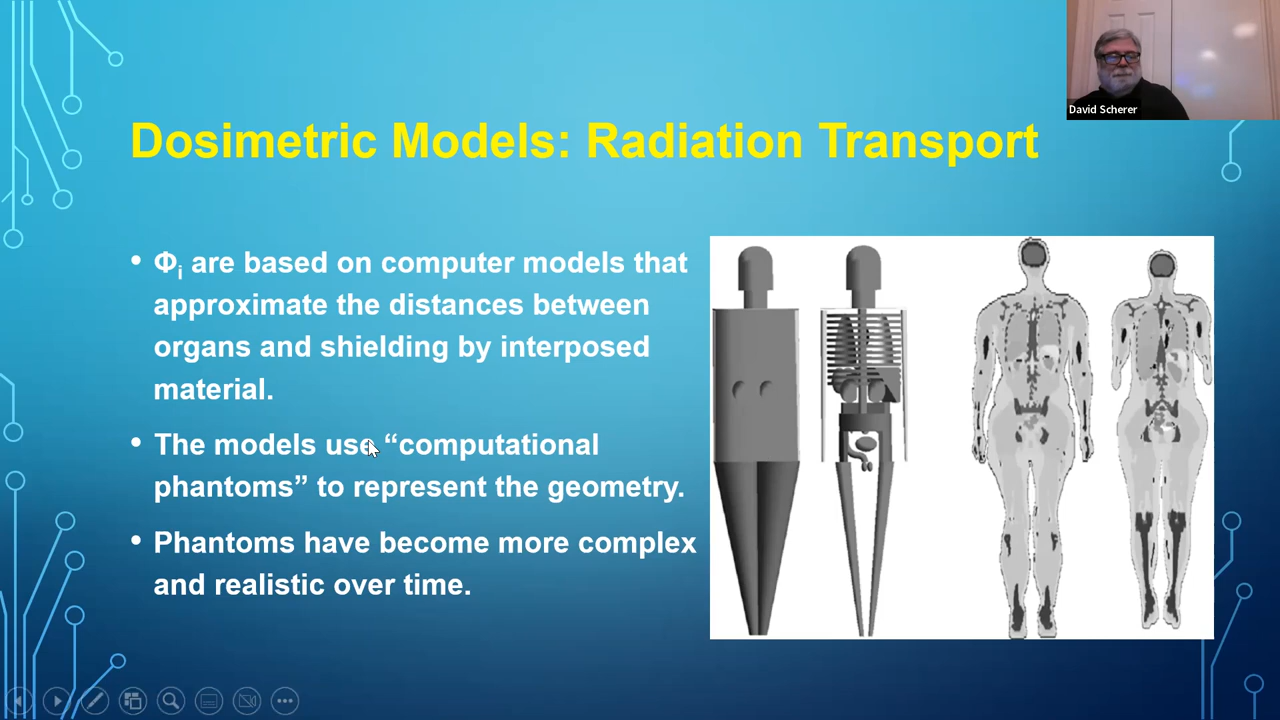 David Scherer
Dosimetric Models: Radiation Transport
• Φi are based on computer models that
approximate the distances between
organs and shielding by interposed
material.
• The models use “computational
phantoms” to represent the geometry.
• Phantoms have become more complex
and realistic over time.